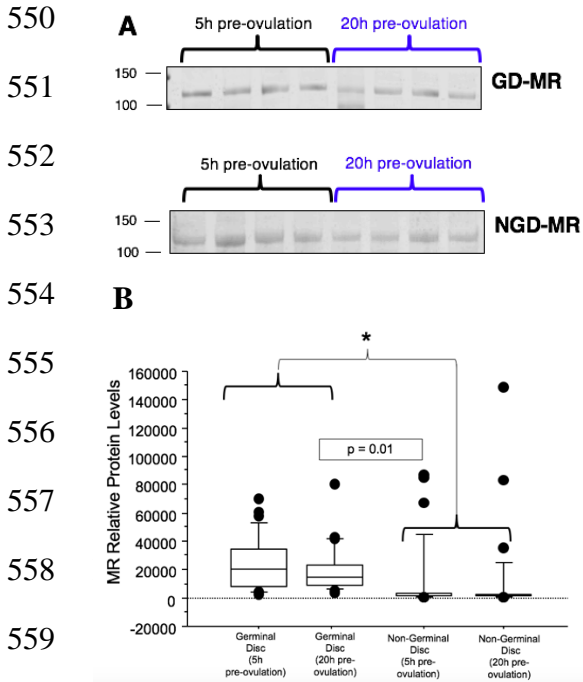 550
A
5h pre-ovulation 20h pre-ovulation
150
GD-MR
551
100
552
5h pre-ovulation 20h pre-ovulation
150
NGD-MR
553
100
554
B
555
*
160000
140000
556
120000
p = 0.01
100000
557
80000
60000
40000
558
20000
0
559
-20000
MR Relative Protein Levels
Germinal
Disc
(5h
pre-ovulation)
Germinal
Disc
(20h pre-
ovulation)
Non-Germinal
Disc
(5h pre-
ovulation)
Non-Germinal
Disc
(20h pre-
ovulation)